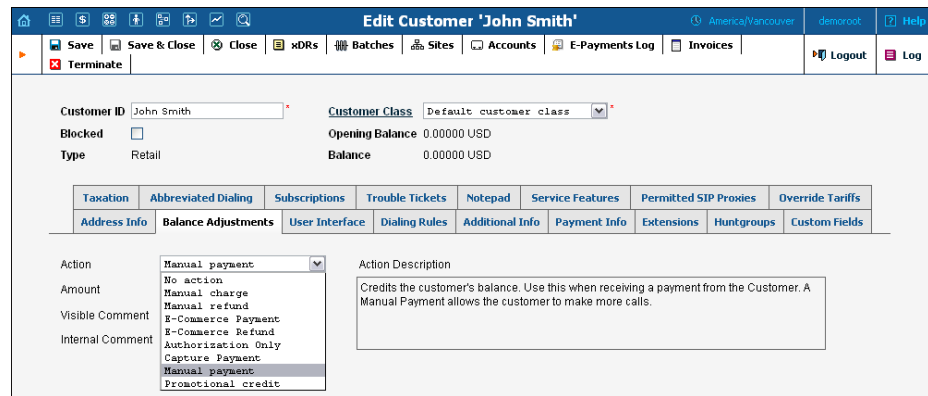 Edit Customer 'John Smith' America/Vancouver demoroot ? Help
Save Save & Close Close xDRs Batches Sites Accounts E-Payments Log Invoices Logout Log
Terminate
Customer ID John Smith * Customer Class Default customer class *
Blocked Opening Balance 0.00000 USD
Type Retail Balance 0.00000 USD
Taxation Abbreviated Dialing Subscriptions Trouble Tickets Notepad Service Features Permitted SIP Proxies Override Tariffs
Address Info Balance Adjustments User Interface Dialing Rules Additional Info Payment Info Extensions Huntgroups Custom Fields
Action Manual payment Action Description
No action
Manual charge
Manual refund
E-Commerce Payment
E-Commerce Refund
Authorization Only
Capture Payment
Manual payment
Promotional credit
Amount
Visible Comment
Internal Comment
Credits the customer's balance. Use this when receiving a payment from the Customer. A
Manual Payment allows the customer to make more calls.